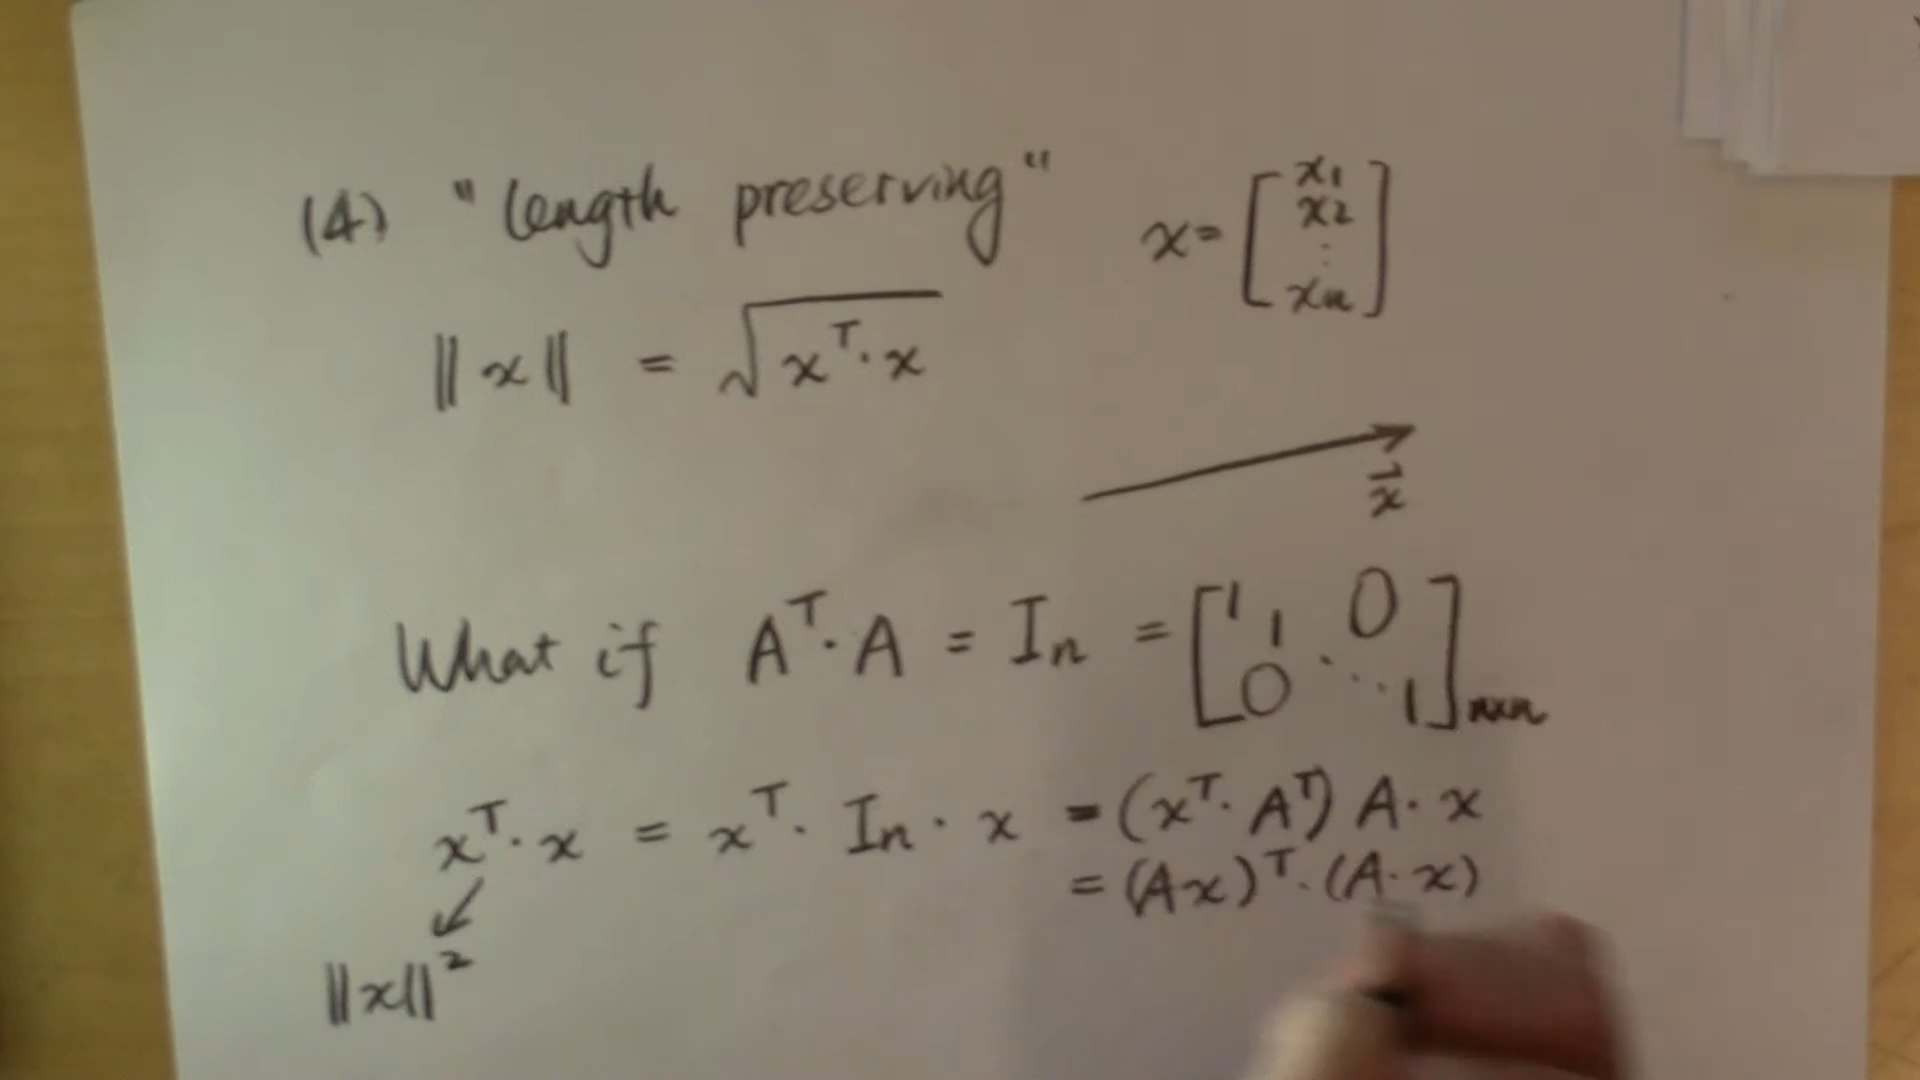 (4) "length preserving" x = [x1 x2 ⋮ xn]
||x|| = √(xᵀ·x)
x⃗
What if Aᵀ·A = In = [1 1 0 0 ⋱ 1]nxn
xᵀ·x = xᵀ·In·x = (xᵀ·Aᵀ) A·x
= (Ax)ᵀ·(A·x)
||x||²